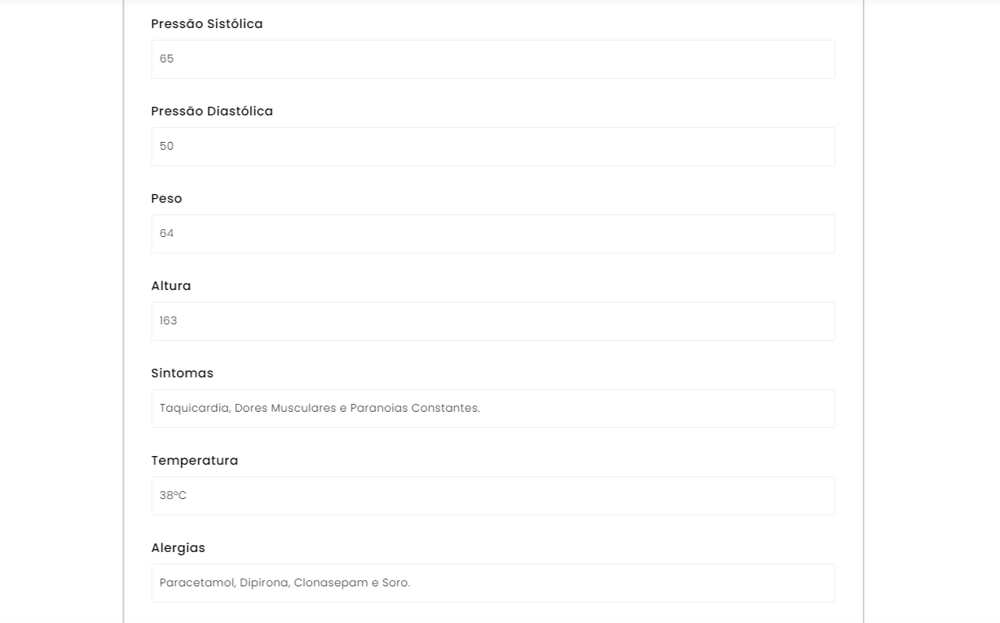 Pressão Sistólica
65
Pressão Diastólica
50
Peso
64
Altura
163
Sintomas
Taquicardia, Dores Musculares e Paranoias Constantes.
Temperatura
38°C
Alergias
Paracetamol, Dipirona, Clonasepam e Soro.